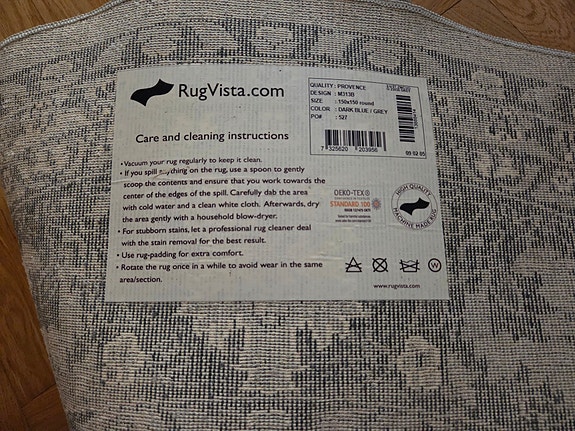 RugVista.com
QUALITY : PROVENCE
DESIGN : M313B
SIZE : 150x150 round
COLOR : DARK BLUE / GREY
PO# : 527
7 325620 203956
Care and cleaning instructions
• Vacuum your rug regularly to keep it clean.
• If you spill anything on the rug, use a spoon to gently
scoop the contents and ensure that you work towards the
center of the edges of the spill. Carefully dab the area
with cold water and a clean white cloth. Afterwards, dry
the area gently with a household blow-dryer.
• For stubborn stains, let a professional rug cleaner deal
with the stain removal for the best result.
• Use rug-padding for extra comfort.
• Rotate the rug once in a while to avoid wear in the same
area/section.
OEKO-TEX®
STANDARD 100
HIGH QUALITY
MACHINE MADE RUG
W
www.rugvista.com